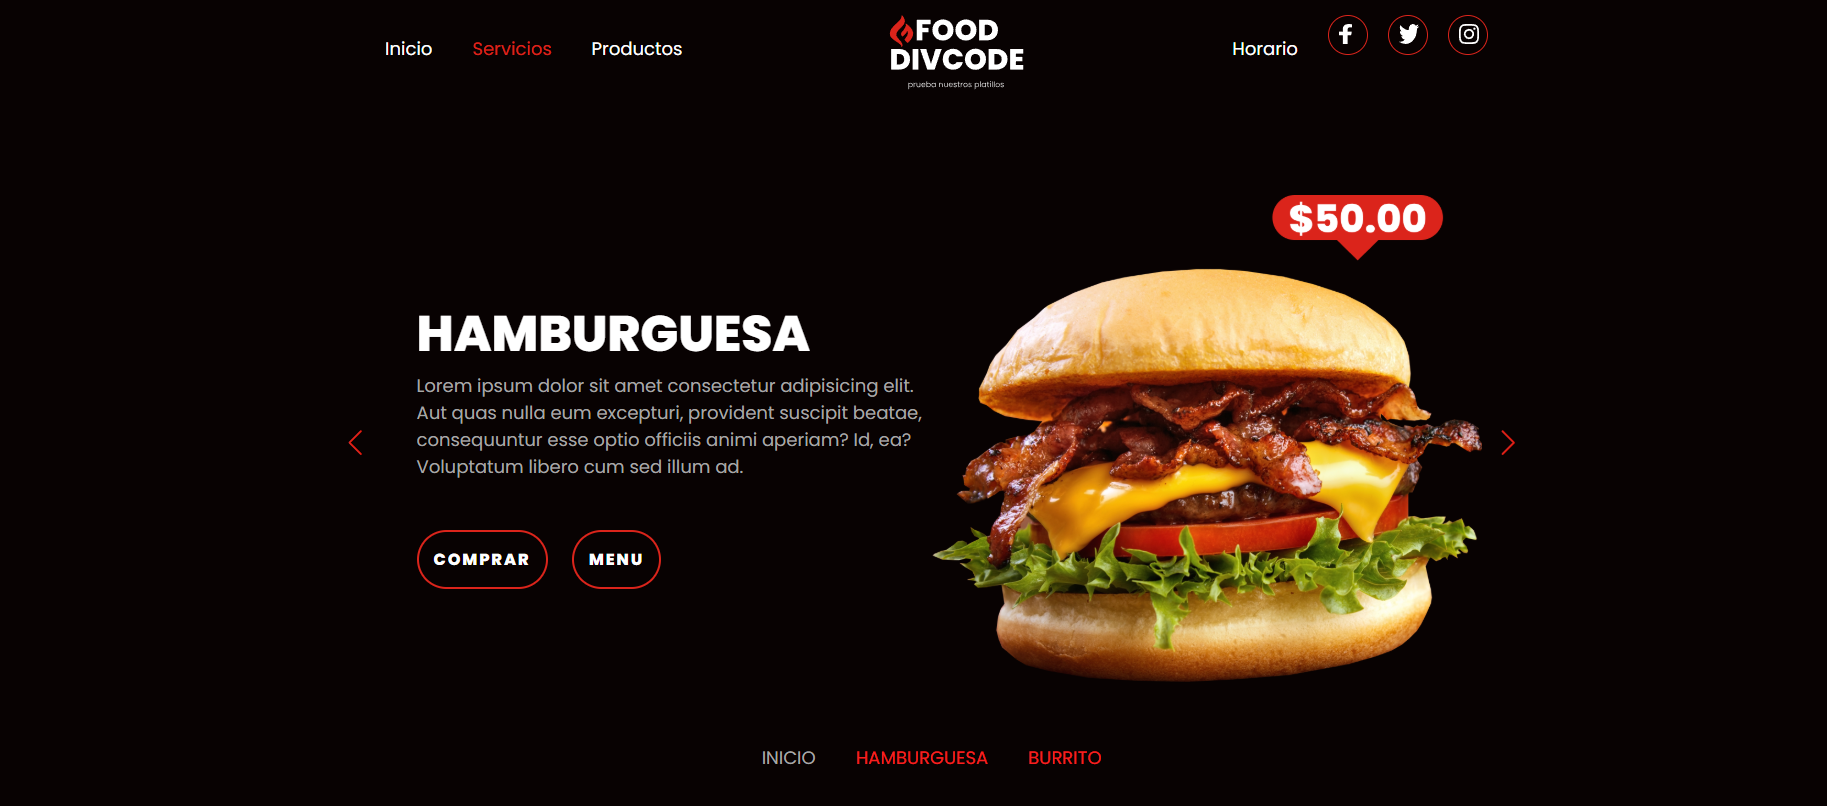 Inicio
Servicios
Productos
FOOD
DIVCODE
prueba nuestros platillos
Horario
$50.00
HAMBURGUESA
Lorem ipsum dolor sit amet consectetur adipisicing elit.
Aut quas nulla eum excepturi, provident suscipit beatae,
consequuntur esse optio officiis animi aperiam? Id, ea?
Voluptatum libero cum sed illum ad.
COMPRAR
MENU
INICIO
HAMBURGUESA
BURRITO